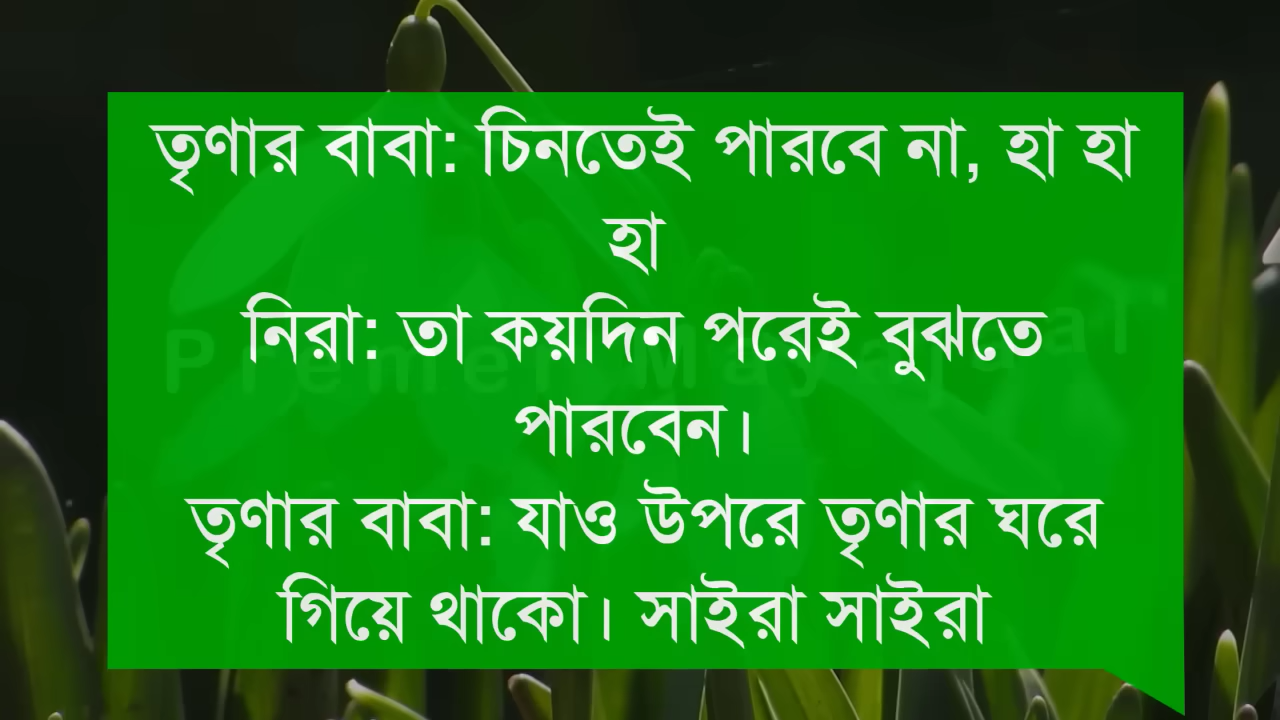 তৃণার বাবা: চিনতেই পারবে না, হা হা
হা
নিরা: তা কয়দিন পরেই বুঝতে
পারবেন।
তৃণার বাবা: যাও উপরে তৃণার ঘরে
গিয়ে থাকো। সাইরা সাইরা